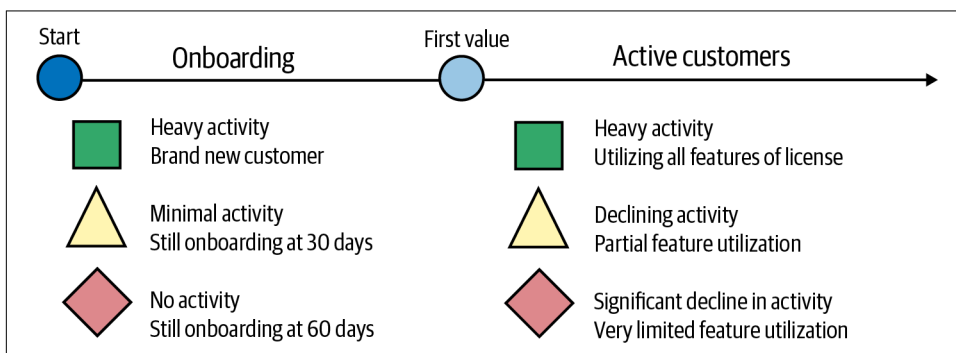 Start
Onboarding
First value
Active customers
Heavy activity
Brand new customer
Minimal activity
Still onboarding at 30 days
No activity
Still onboarding at 60 days
Heavy activity
Utilizing all features of license
Declining activity
Partial feature utilization
Significant decline in activity
Very limited feature utilization